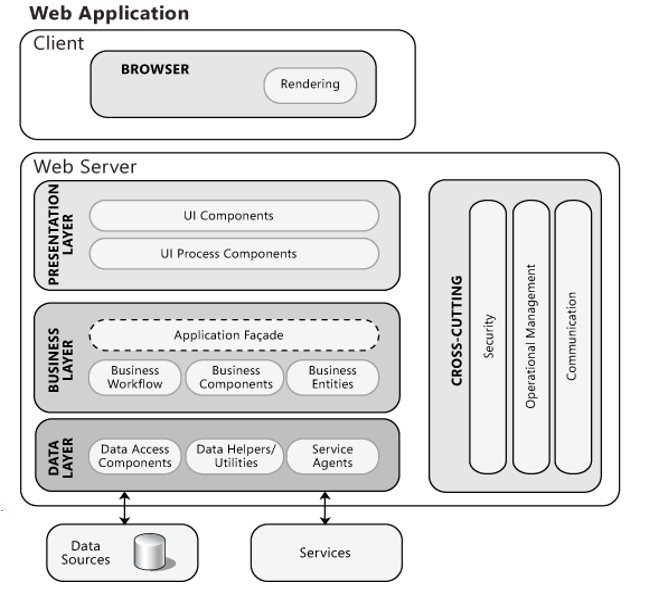 Web Application
Client
BROWSER
Rendering
Web Server
PRESENTATION
LAYER
UI Components
UI Process Components
BUSINESS
LAYER
Application Façade
Business
Workflow
Business
Components
Business
Entities
DATA
LAYER
Data Access
Components
Data Helpers/
Utilities
Service
Agents
CROSS-CUTTING
Security
Operational Management
Communication
Data
Sources
Services